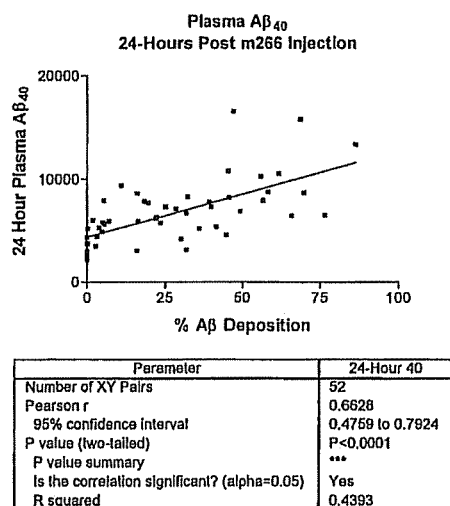 Plasma Aβ40
24-Hours Post m266 Injection
24 Hour Plasma Aβ40
20000
10000
0
0 25 50 75 100
% Aβ Deposition
Parameter 24-Hour 40
Number of XY Pairs 52
Pearson r 0.6628
95% confidence interval 0.4759 to 0.7924
P value (two-tailed) P<0.0001
P value summary ***
Is the correlation significant? (alpha=0.05) Yes
R squared 0.4393